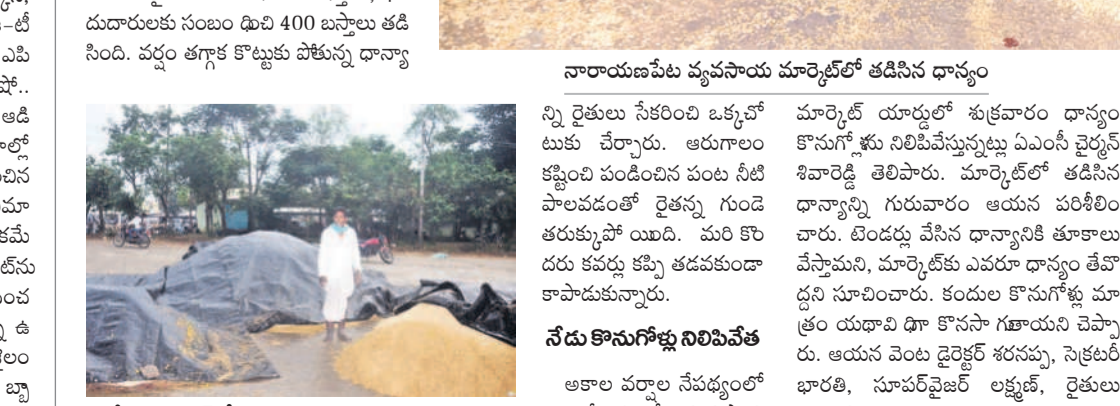 దుదారులకు సంబంధించి 400 బస్తాలు తడి
సింది. వర్షం తగ్గాక కొట్టుకు పోతున్న ధాన్యా
నారాయణపేట వ్యవసాయ మార్కెట్‌లో తడిసిన ధాన్యం
న్ని రైతులు సేకరించి ఒక్కచో
టుకు చేర్చారు. ఆరుగాలం
కష్టించి పండించిన పంట నీటి
పాలవడంతో రైతన్న గుండె
తరుక్కుపోయింది. మరి కొం
దరు కవర్లు కప్పి తడవకుండా
కాపాడుకున్నారు.
నేడు కొనుగోళ్లు నిలిపివేత
అకాల వర్షాల నేపథ్యంలో
మార్కెట్ యార్డులో శుక్రవారం ధాన్యం
కొనుగోళ్లను నిలిపివేస్తున్నట్లు ఏఎంసీ చైర్మన్
శివారెడ్డి తెలిపారు. మార్కెట్‌లో తడిసిన
ధాన్యాన్ని గురువారం ఆయన పరిశీలిం
చారు. టెండర్లు వేసిన ధాన్యానికి తూకాలు
వేస్తామని, మార్కెట్‌కు ఎవరూ ధాన్యం తేవొ
ద్దని సూచించారు. కందుల కొనుగోళ్లు మా
త్రం యథావిధిగా కొనసాగుతాయని చెప్పా
రు. ఆయన వెంట డైరెక్టర్ శరనప్ప, సెక్రటరీ
భారతి, సూపర్‌వైజర్ లక్ష్మణ్, రైతులు